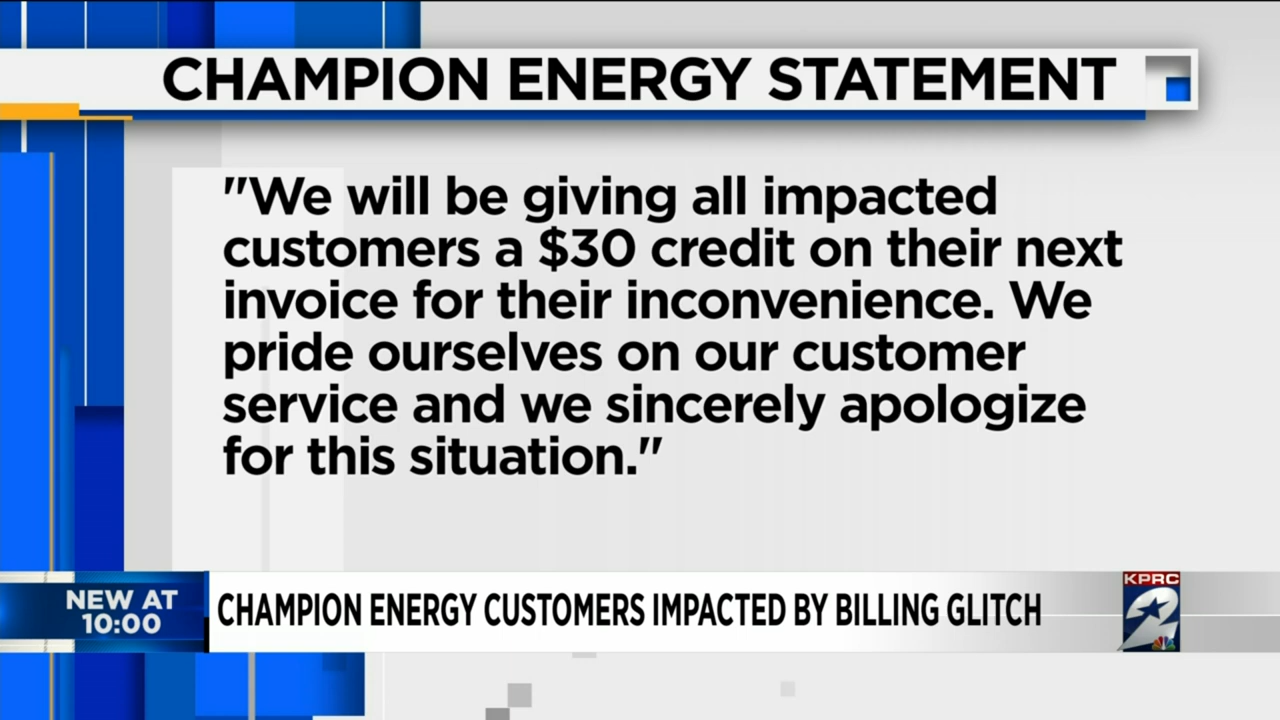 CHAMPION ENERGY STATEMENT
"We will be giving all impacted
customers a $30 credit on their next
invoice for their inconvenience. We
pride ourselves on our customer
service and we sincerely apologize
for this situation."
NEW AT
10:00
CHAMPION ENERGY CUSTOMERS IMPACTED BY BILLING GLITCH
KPRC
2